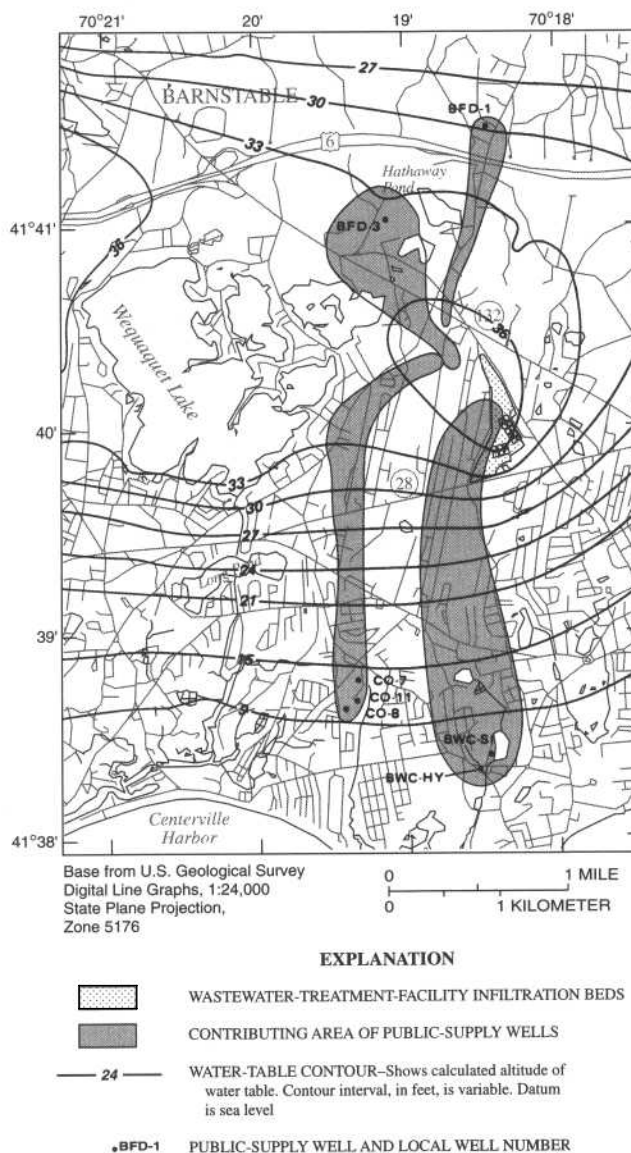 70°21' 20' 19' 70°18'
27
BARNSTABLE
30
BFD-1
33
6
Hathaway
Pond
41°41'
BFD-3
36
132
36
Wequaquet Lake
40'
33
28
30
27
24
Long
21
39'
15
CO-7
9
CO-11
CO-8
BWC-SI
BWC-HY
Centerville
Harbor
41°38'
Base from U.S. Geological Survey
Digital Line Graphs, 1:24,000
State Plane Projection,
Zone 5176
0 1 MILE
0 1 KILOMETER
EXPLANATION
WASTEWATER-TREATMENT-FACILITY INFILTRATION BEDS
CONTRIBUTING AREA OF PUBLIC-SUPPLY WELLS
24
WATER-TABLE CONTOUR–Shows calculated altitude of
water table. Contour interval, in feet, is variable. Datum
is sea level
BFD-1 PUBLIC-SUPPLY WELL AND LOCAL WELL NUMBER